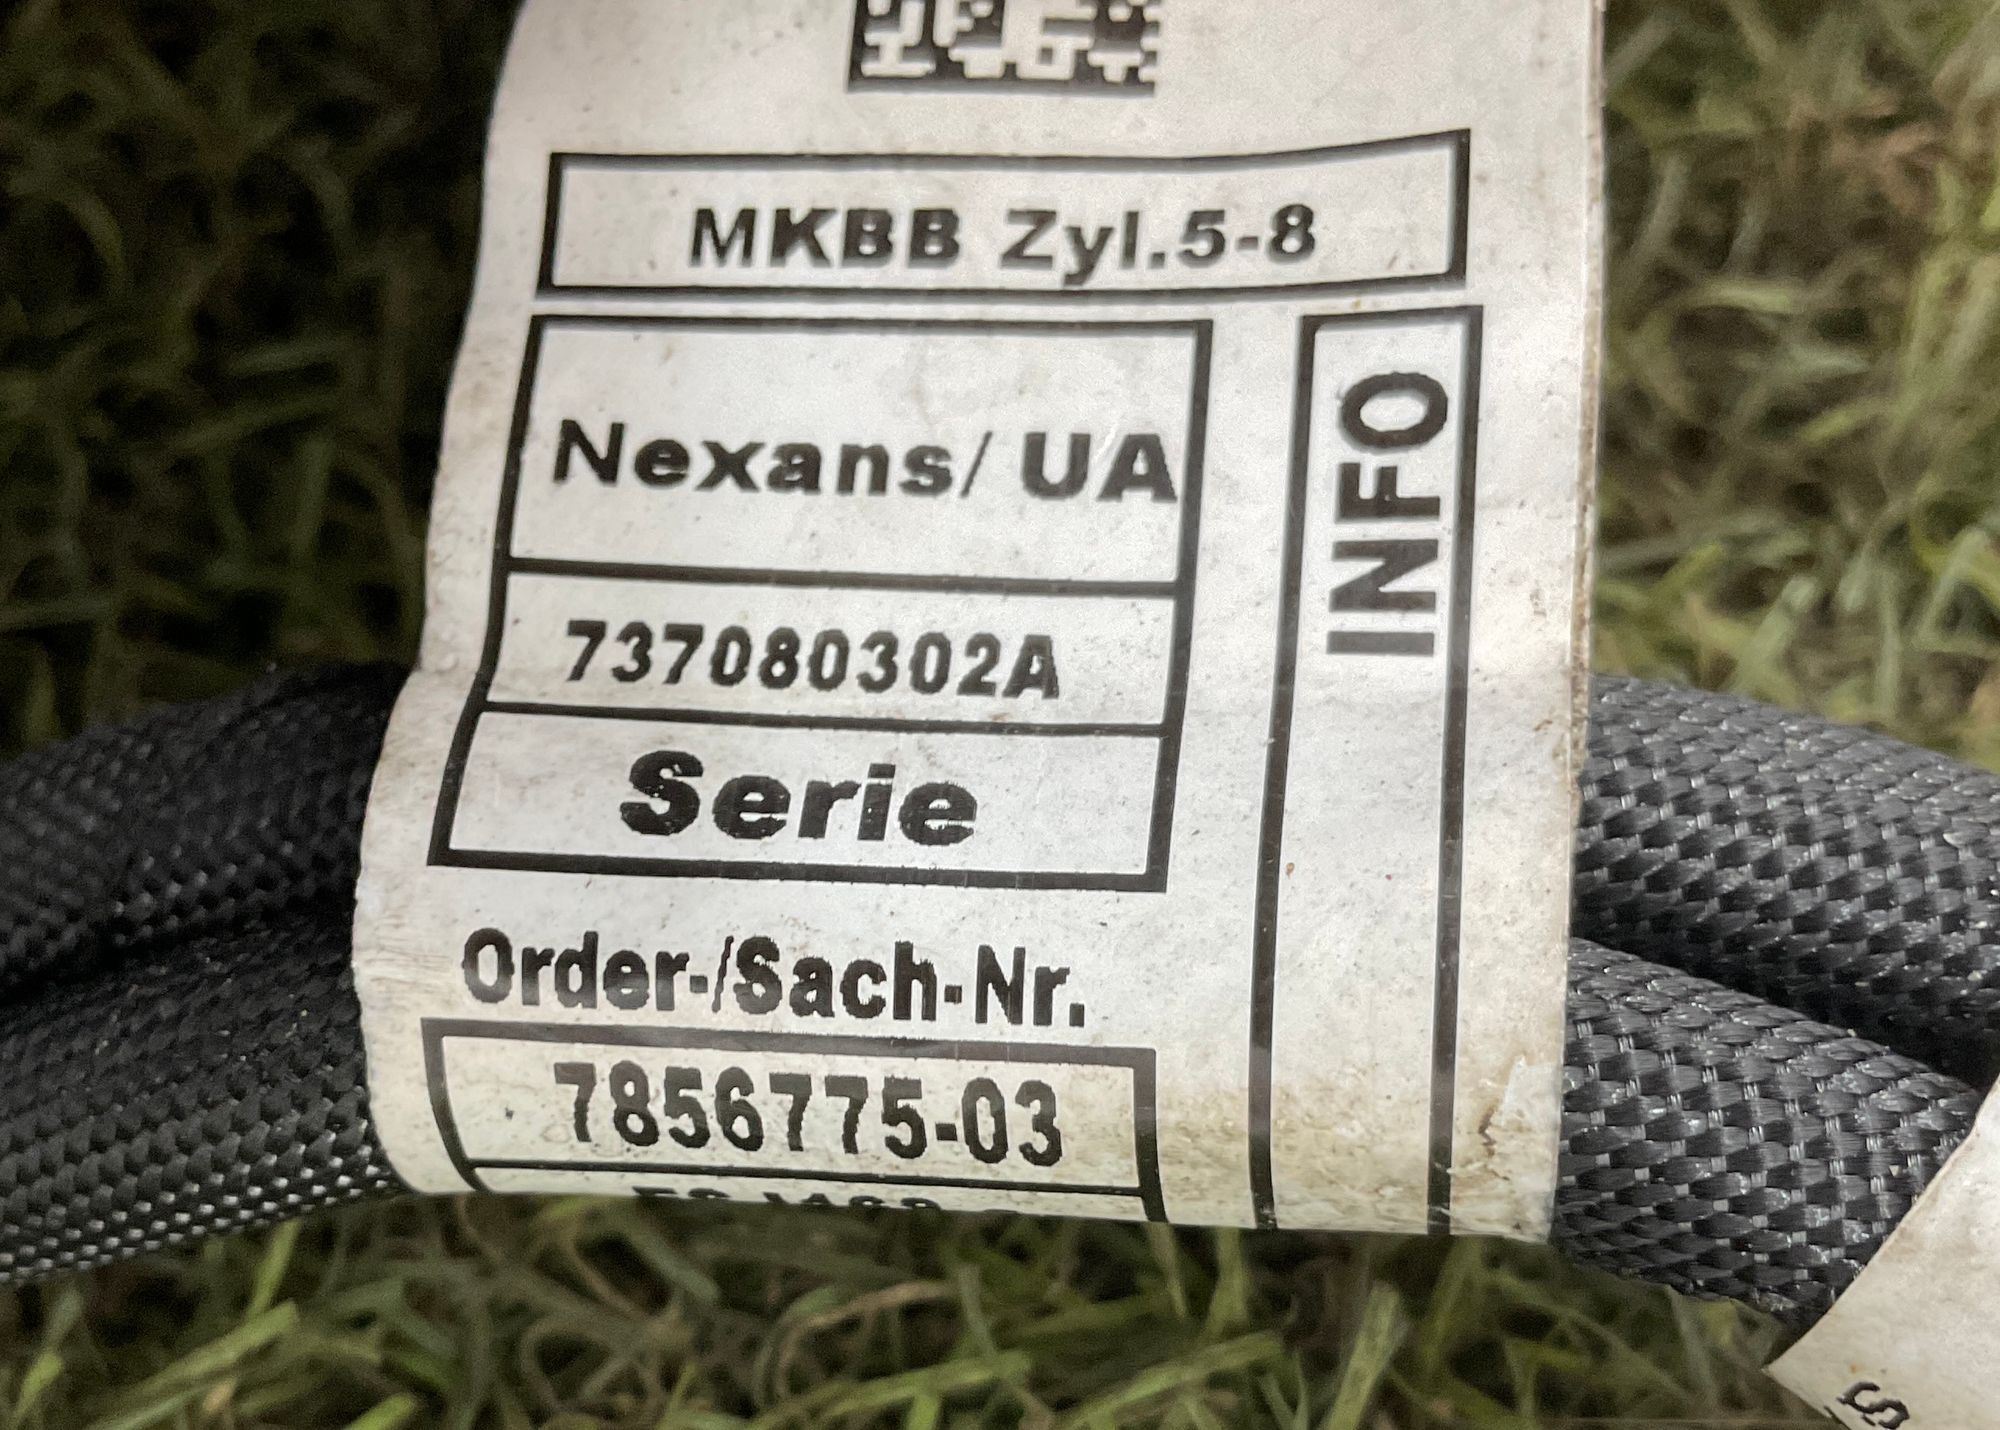 MKBB Zyl.5-8
Nexans/ UA
INFO
737080302A
Serie
Order-/Sach-Nr.
7856775-03